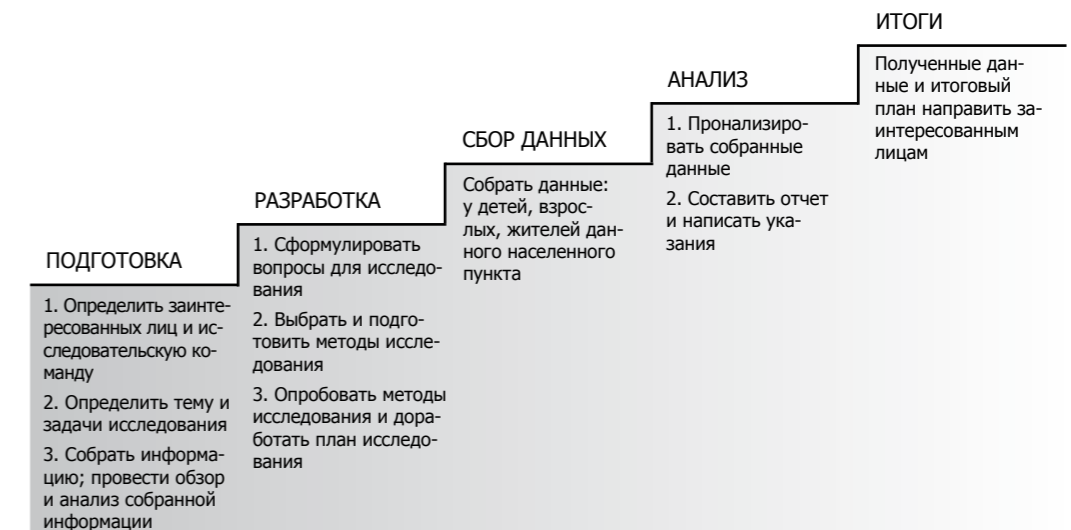 ПОДГОТОВКА
1. Определить заинте-
ресованных лиц и ис-
следовательскую ко-
манду
2. Определить тему и
задачи исследования
3. Собрать информа-
цию; провести обзор
и анализ собранной
информации
РАЗРАБОТКА
1. Сформулировать
вопросы для исследо-
вания
2. Выбрать и подго-
товить методы иссле-
дования
3. Опробовать методы
исследования и дора-
ботать план исследо-
вания
СБОР ДАННЫХ
Собрать данные:
у детей, взрос-
лых, жителей дан-
ного населенного
пункта
АНАЛИЗ
1. Пронализиро-
вать собранные
данные
2. Составить отчет
и написать ука-
зания
ИТОГИ
Полученные дан-
ные и итоговый
план направить за-
интересованным
лицам